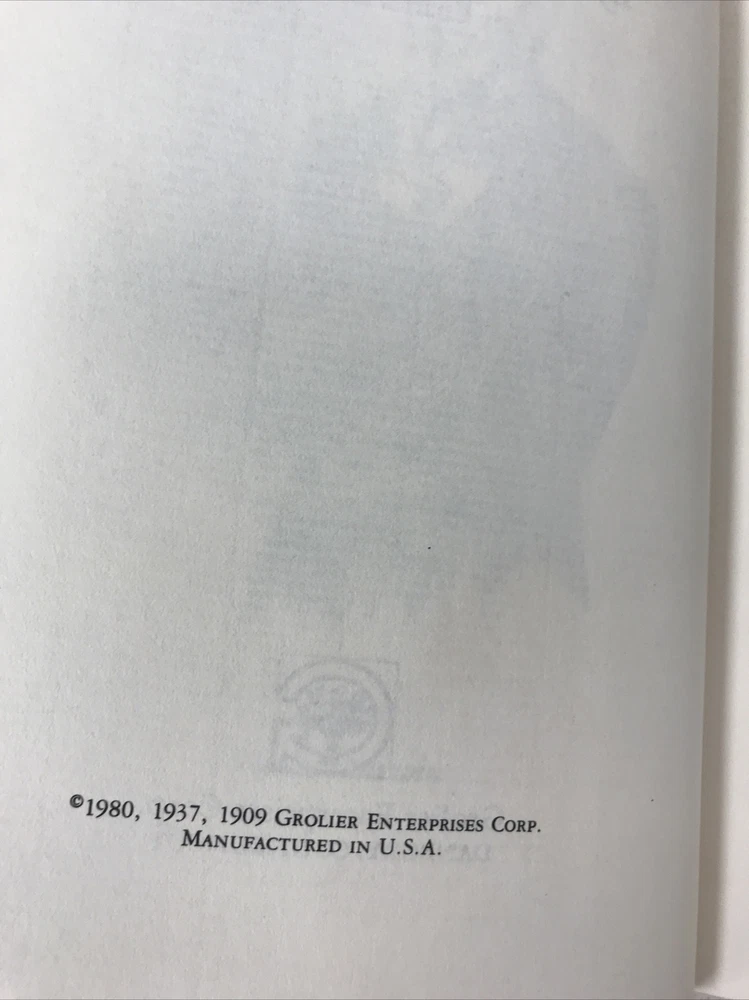 ©1980, 1937, 1909 GROLIER ENTERPRISES CORP.
MANUFACTURED IN U.S.A.